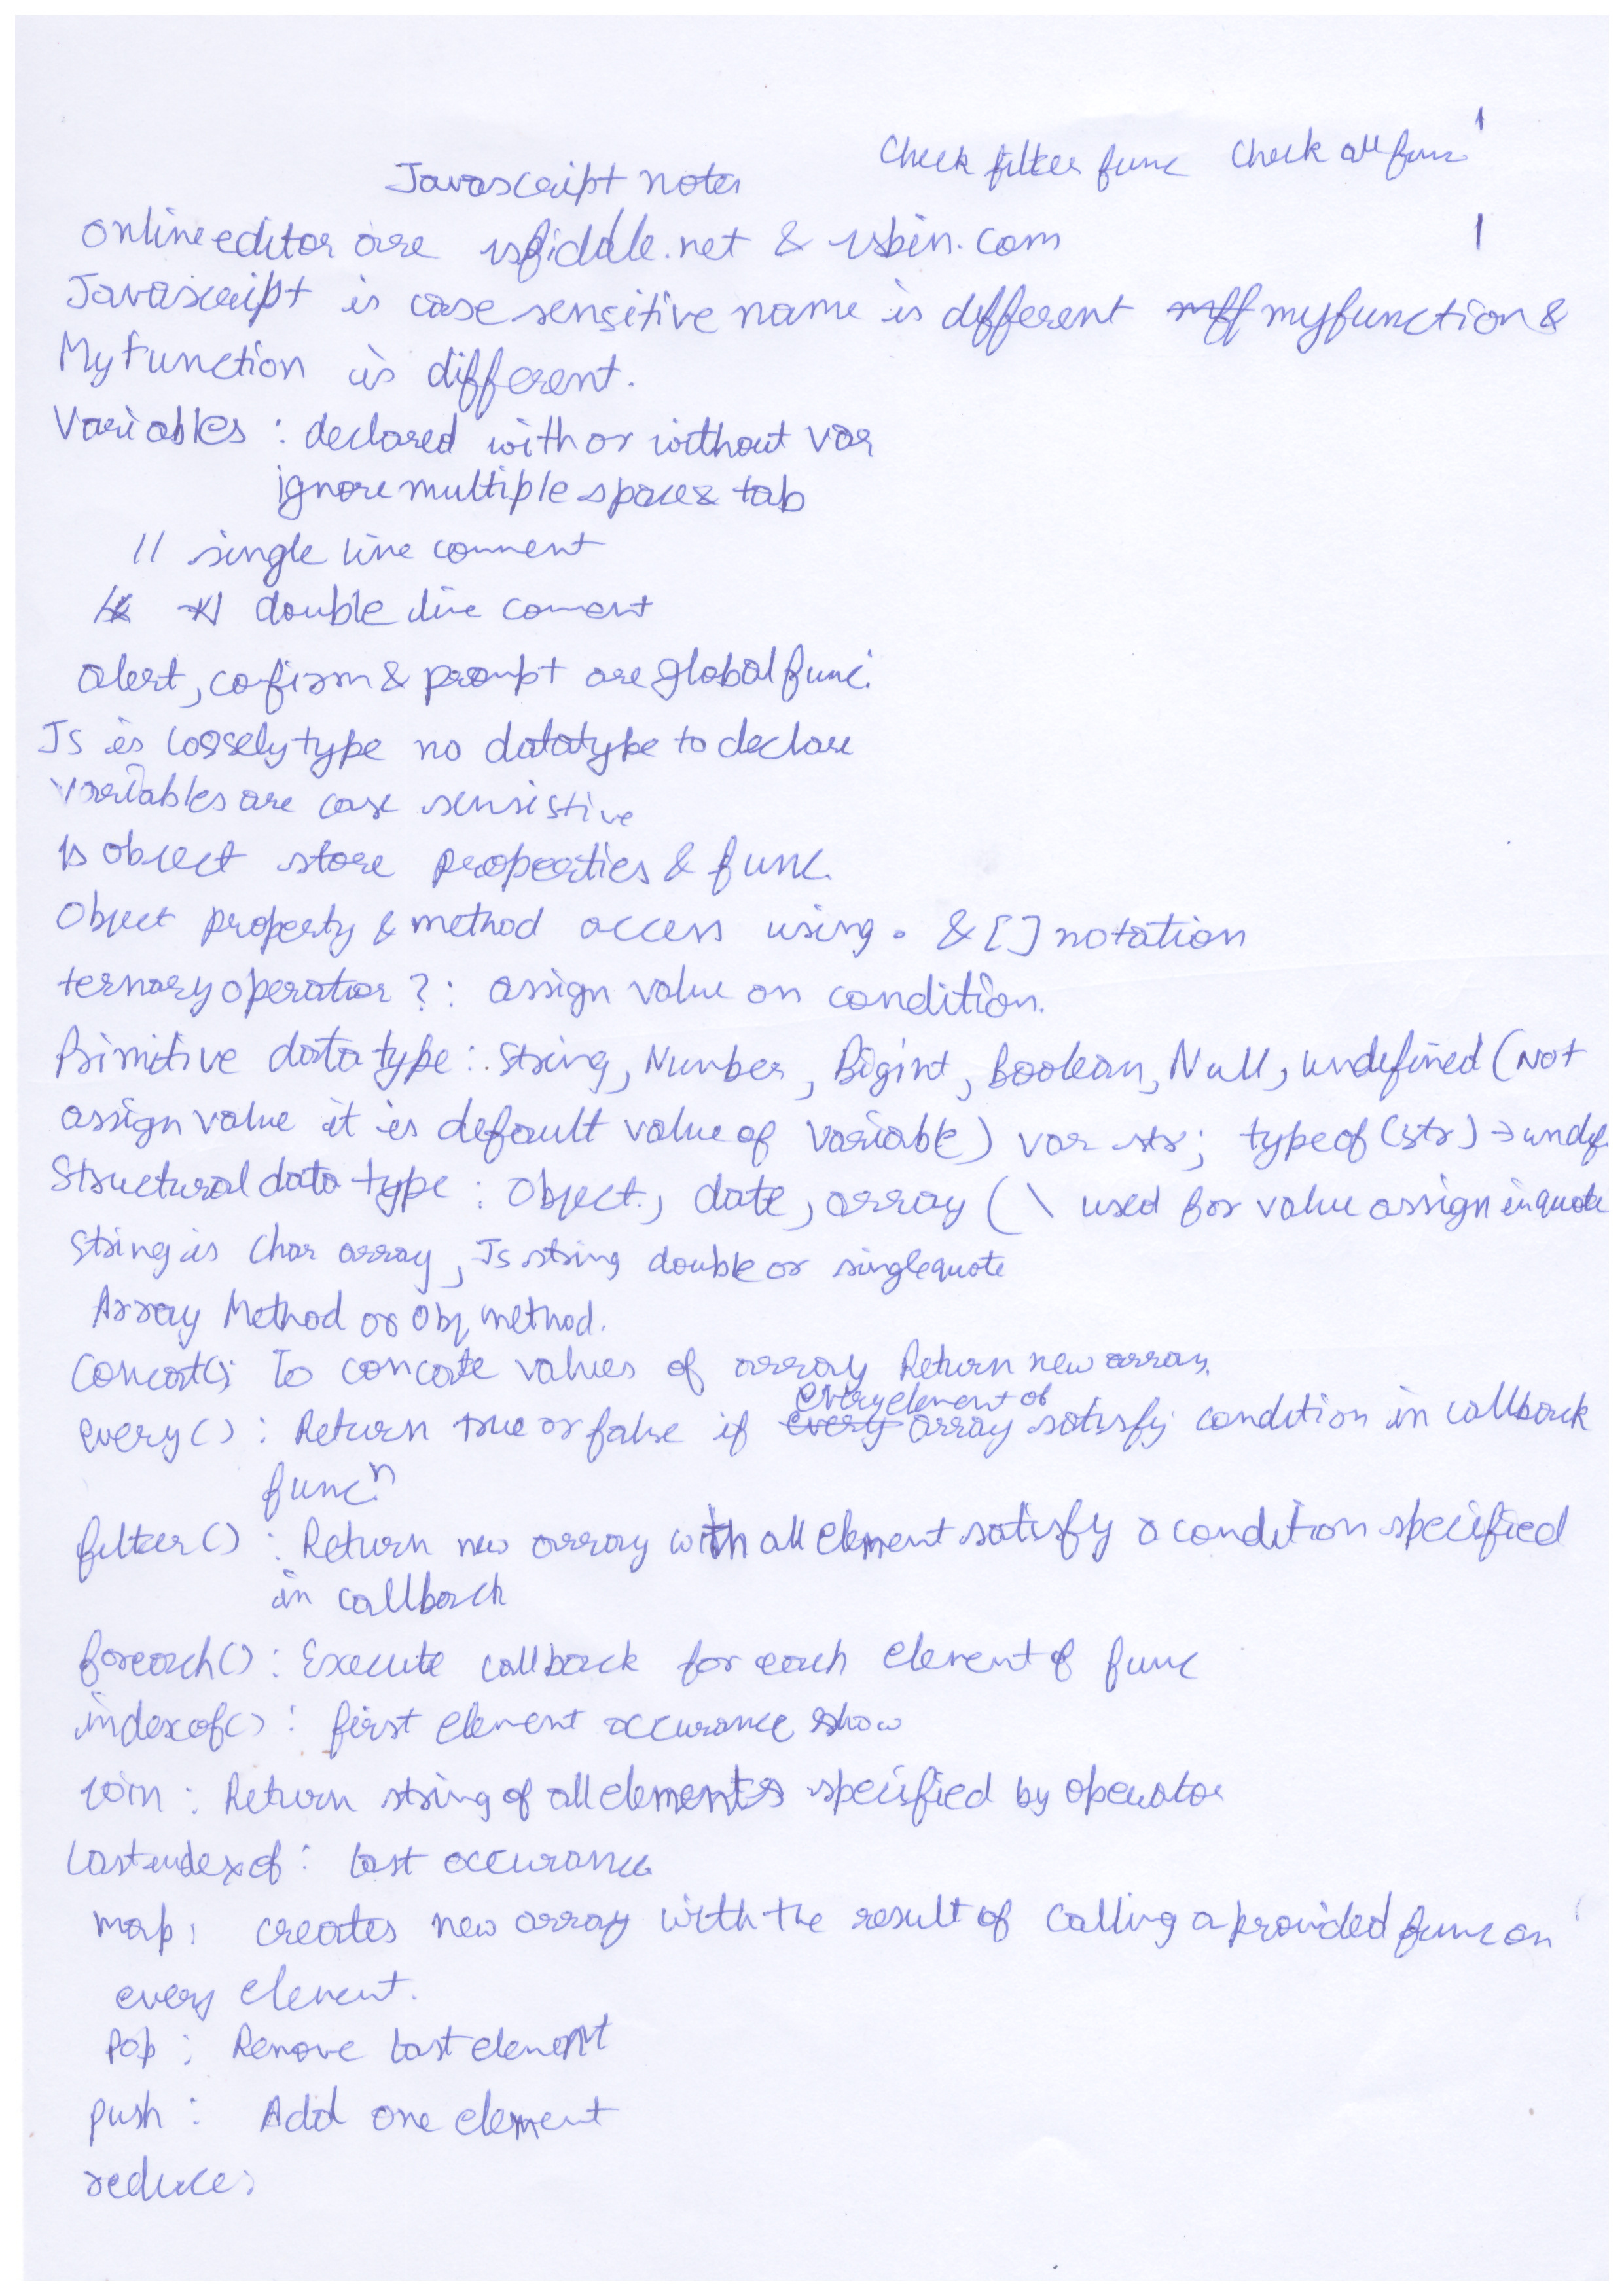 Check filter func Check all func
Javascript notes
online editor are jsfiddle.net & jsbin.com
Javascript is case sensitive name is different myfunction &
MyFunction is different.
Variables : declared with or without var
ignore multiple space & tab
// single line comment
/* */ double line coment
alert, cofirm & prompt are global func.
JS is loosely type no datatype to declare
Variables are case sensistive
Js object store properties & func.
Object property & method access using . & [] notation
ternary operator ? : assign value on condition.
Primitive data type : String, Number, Bigint, Boolean, Null, undefined (Not
assign value it is default value of variable) var str; typeof(str) → undef
Structural data type : Object, date, array ( \ used for value assign in quote
String is char array, Js string double or single quote
Array Method or Obj method.
Concat(): To concate values of array Return new array.
every() : Return true or false if every element of array satisfy condition in callback
funcn.
filter() : Return new array with all element satisfy a condition specified
in callback
foreach() : Execute callback for each element of func
indexof() : first element occurance show
join : Return string of all elements specified by operator
Lastindexof : last occurance
map : creates new array with the result of calling a provided func on
every element.
Pop : Remove last element
push : Add one element
reduce :